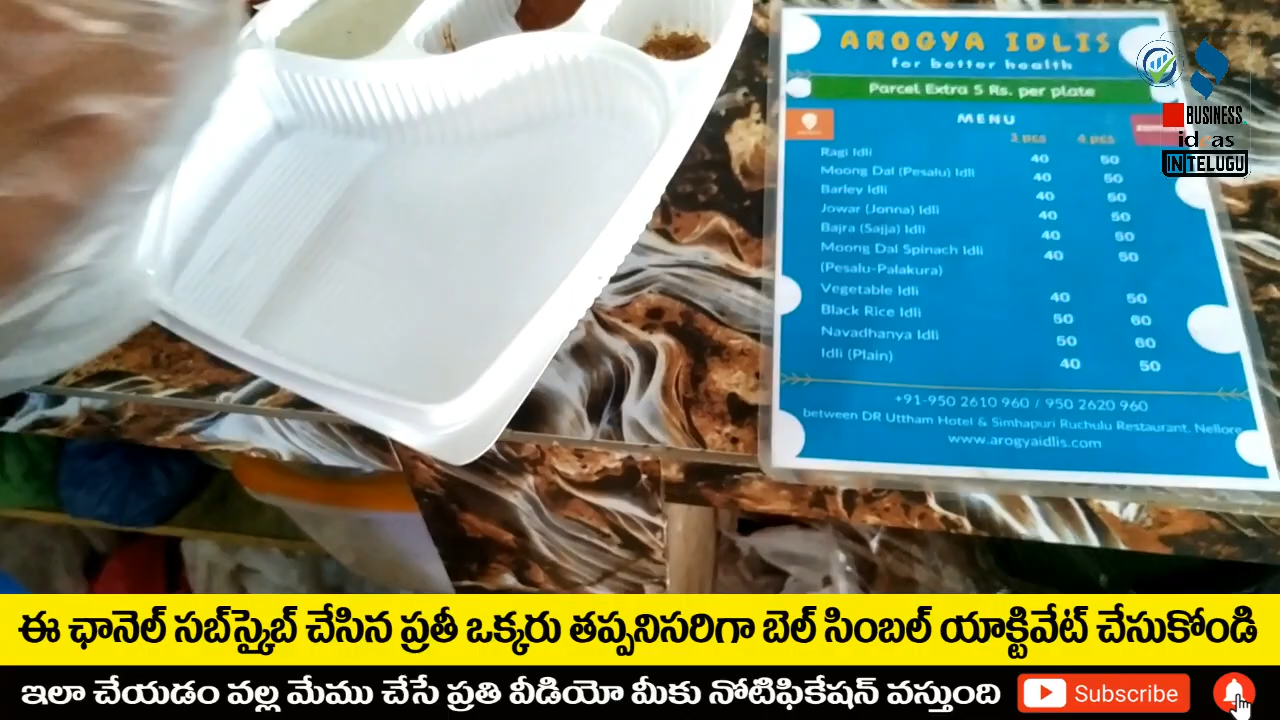 AROGYA IDLIS
for better health
Parcel Extra 5 Rs. per plate
MENU
3 pcs 4 pcs
Ragi Idli 40 50
Moong Dal (Pesalu) Idli 40 50
Barley Idli 40 50
Jowar (Jonna) Idli 40 50
Bajra (Sajja) Idli 40 50
Moong Dal Spinach Idli 40 50
(Pesalu-Palakura)
Vegetable Idli 40 50
Black Rice Idli 50 60
Navadhanya Idli 50 60
Idli (Plain) 40 50
+91-950 2610 960 / 950 2620 960
between DR Uttham Hotel & Simhapuri Ruchulu Restaurant, Nellore
www.arogyaidlis.com
BUSINESS
ideas
IN TELUGU
ఈ ఛానెల్ సబ్‌స్క్రైబ్ చేసిన ప్రతీ ఒక్కరు తప్పనిసరిగా బెల్ సింబల్ యాక్టివేట్ చేసుకోండి
ఇలా చేయడం వల్ల మేము చేసే ప్రతి వీడియో మీకు నోటిఫికేషన్ వస్తుంది
Subscribe